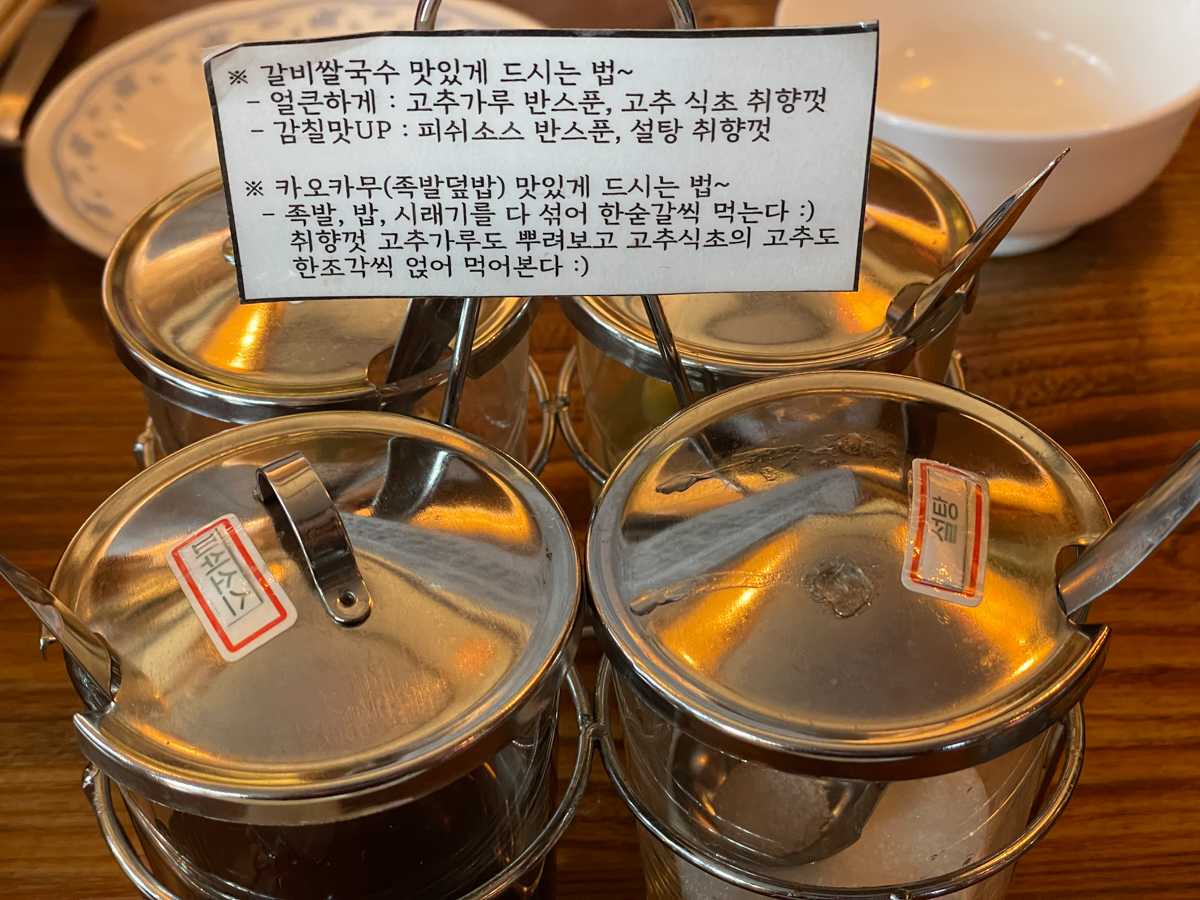 ※ 갈비쌀국수 맛있게 드시는 법~
- 얼큰하게 : 고추가루 반스푼, 고추 식초 취향껏
- 감칠맛UP : 피쉬소스 반스푼, 설탕 취향껏
※ 카오카무(족발덮밥) 맛있게 드시는 법~
- 족발, 밥, 시래기를 다 섞어 한숟갈씩 먹는다 :)
취향껏 고추가루도 뿌려보고 고추식초의 고추도
한조각씩 얹어 먹어본다 :)
피쉬소스
설탕